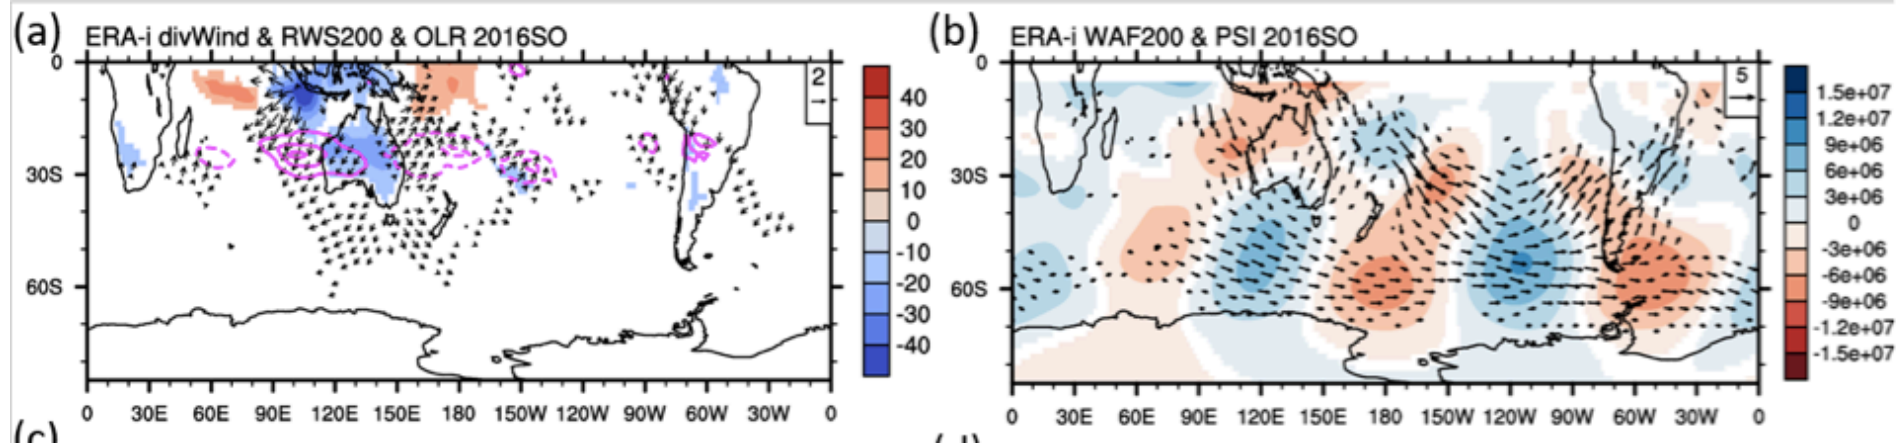 (a) ERA-i divWind & RWS200 & OLR 2016SO
2
0
30S
60S
0 30E 60E 90E 120E 150E 180 150W 120W 90W 60W 30W 0
40
30
20
10
0
-10
-20
-30
-40
(b) ERA-i WAF200 & PSI 2016SO
5
0
30S
60S
0 30E 60E 90E 120E 150E 180 150W 120W 90W 60W 30W 0
1.5e+07
1.2e+07
9e+06
6e+06
3e+06
0
-3e+06
-6e+06
-9e+06
-1.2e+07
-1.5e+07
(c)